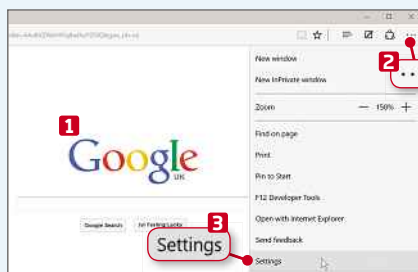 1
Google
UK
Google Search
I'm Feeling Lucky
2
New window
New InPrivate window
Zoom
— 150% +
Find on page
Print
Pin to Start
F12 Developer Tools
Open with Internet Explorer
Send feedback
3
Settings
Settings